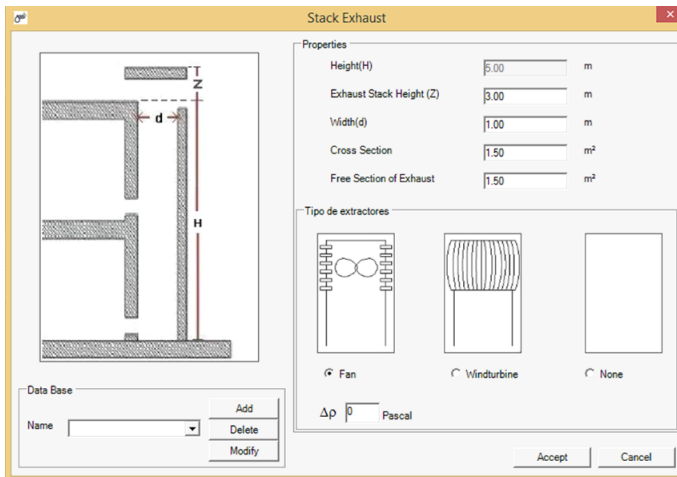 Stack Exhaust
Properties
Height(H) 5.00 m
Exhaust Stack Height (Z) 3.00 m
Width(d) 1.00 m
Cross Section 1.50 m²
Free Section of Exhaust 1.50 m²
Z
d
H
Tipo de extractores
Fan Windturbine None
Δρ 0 Pascal
Data Base
Name
Add
Delete
Modify
Accept Cancel